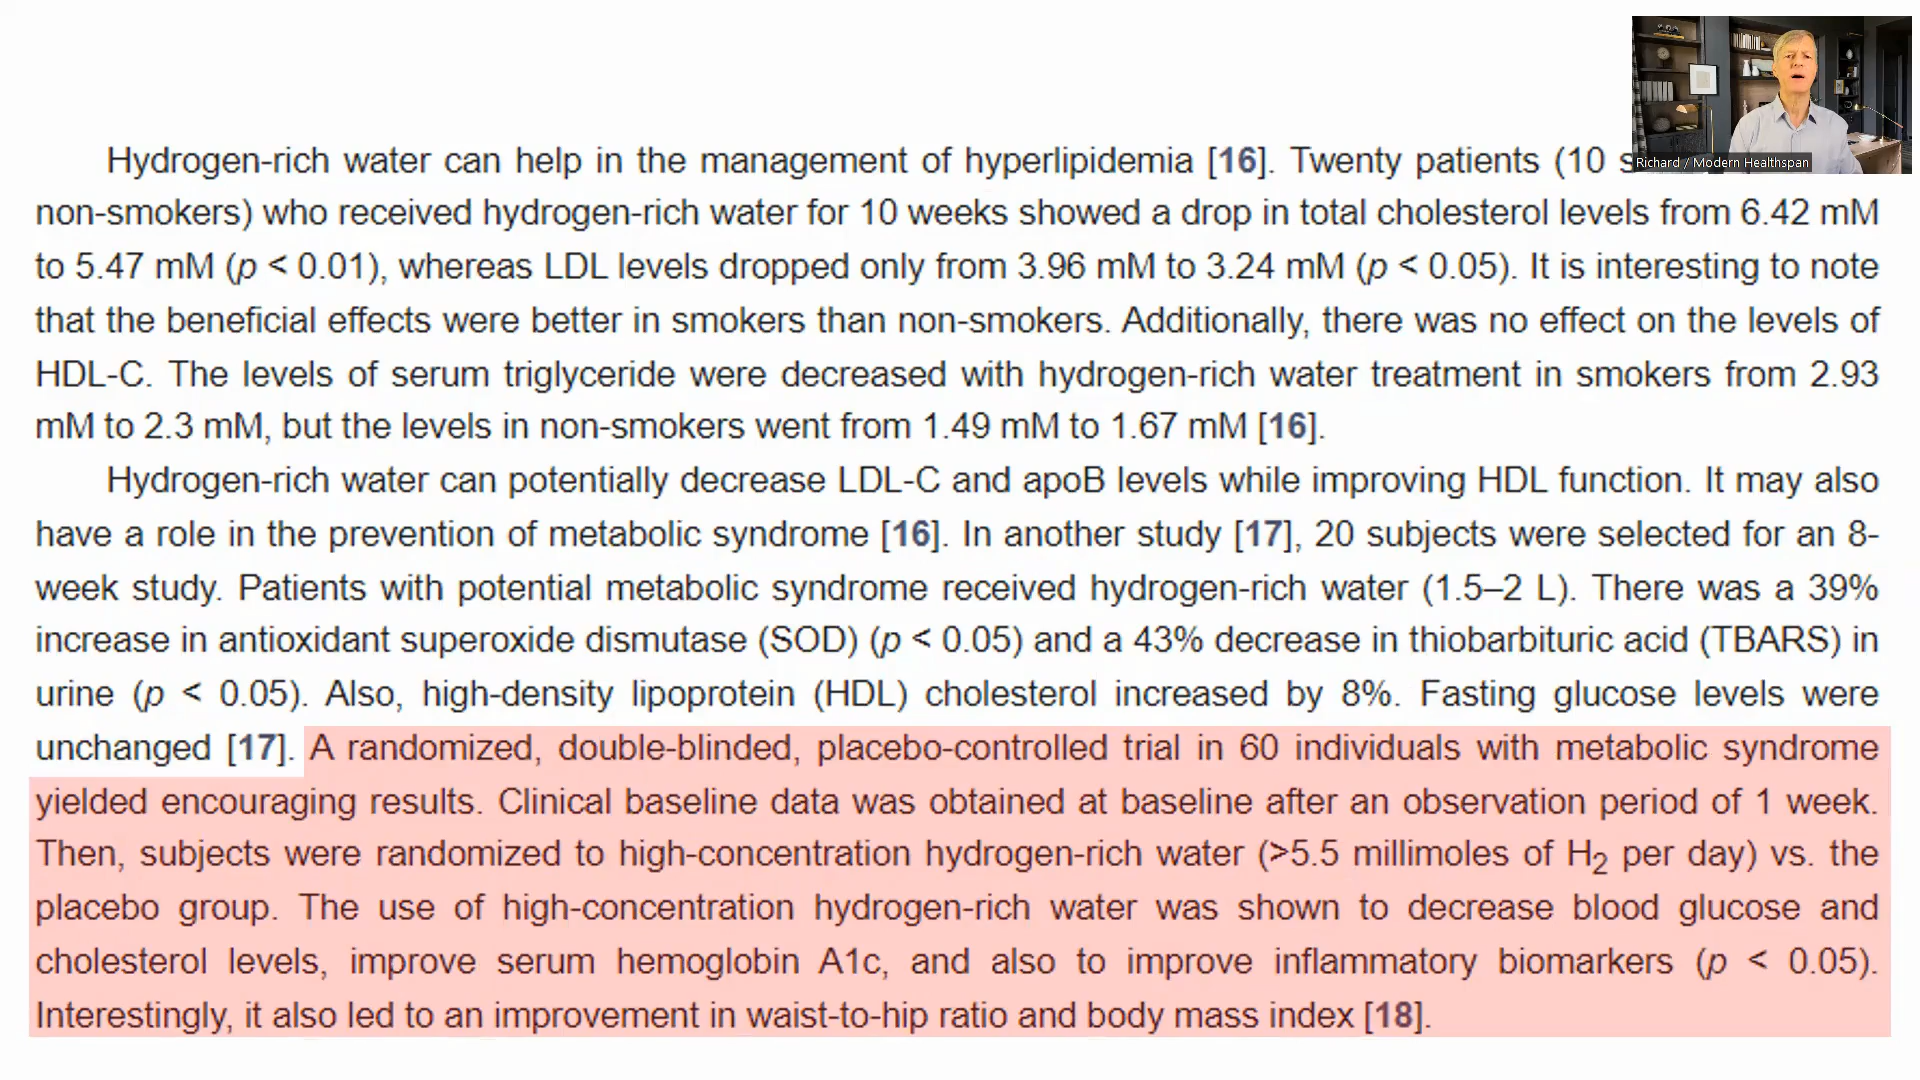 Richard / Modern Healthspan
Hydrogen-rich water can help in the management of hyperlipidemia [16]. Twenty patients (10
non-smokers) who received hydrogen-rich water for 10 weeks showed a drop in total cholesterol levels from 6.42 mM
to 5.47 mM (p < 0.01), whereas LDL levels dropped only from 3.96 mM to 3.24 mM (p < 0.05). It is interesting to note
that the beneficial effects were better in smokers than non-smokers. Additionally, there was no effect on the levels of
HDL-C. The levels of serum triglyceride were decreased with hydrogen-rich water treatment in smokers from 2.93
mM to 2.3 mM, but the levels in non-smokers went from 1.49 mM to 1.67 mM [16].
Hydrogen-rich water can potentially decrease LDL-C and apoB levels while improving HDL function. It may also
have a role in the prevention of metabolic syndrome [16]. In another study [17], 20 subjects were selected for an 8-
week study. Patients with potential metabolic syndrome received hydrogen-rich water (1.5–2 L). There was a 39%
increase in antioxidant superoxide dismutase (SOD) (p < 0.05) and a 43% decrease in thiobarbituric acid (TBARS) in
urine (p < 0.05). Also, high-density lipoprotein (HDL) cholesterol increased by 8%. Fasting glucose levels were
unchanged [17]. A randomized, double-blinded, placebo-controlled trial in 60 individuals with metabolic syndrome
yielded encouraging results. Clinical baseline data was obtained at baseline after an observation period of 1 week.
Then, subjects were randomized to high-concentration hydrogen-rich water (>5.5 millimoles of H₂ per day) vs. the
placebo group. The use of high-concentration hydrogen-rich water was shown to decrease blood glucose and
cholesterol levels, improve serum hemoglobin A1c, and also to improve inflammatory biomarkers (p < 0.05).
Interestingly, it also led to an improvement in waist-to-hip ratio and body mass index [18].